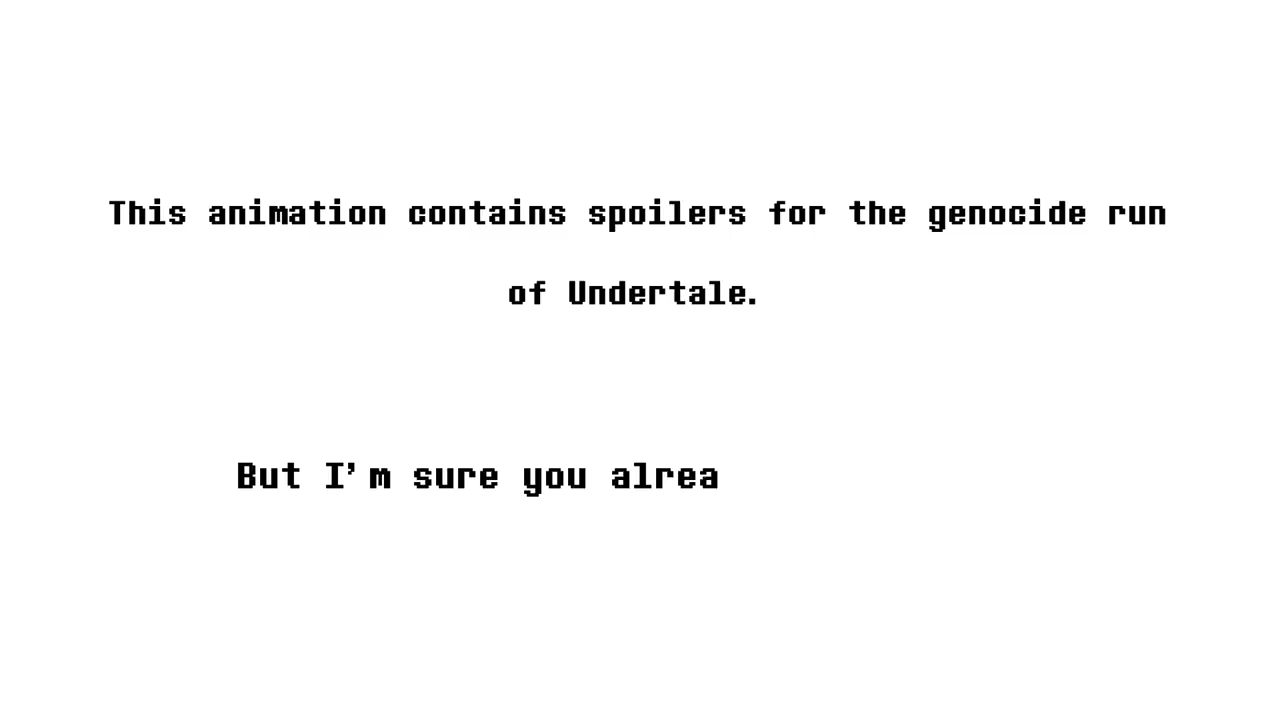 This animation contains spoilers for the genocide run
of Undertale.
But I'm sure you alrea